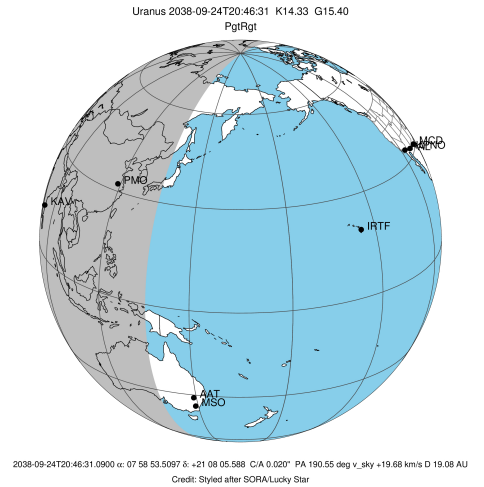 Uranus 2038-09-24T20:46:31  K14.33  G15.40
PgtRgt
MCD
PMO
KAV
IRTF
AAT
MSO
2038-09-24T20:46:31.0900 α: 07 58 53.5097 δ: +21 08 05.588  C/A 0.020"  PA 190.55 deg v_sky +19.68 km/s D 19.08 AU
Credit: Styled after SORA/Lucky Star